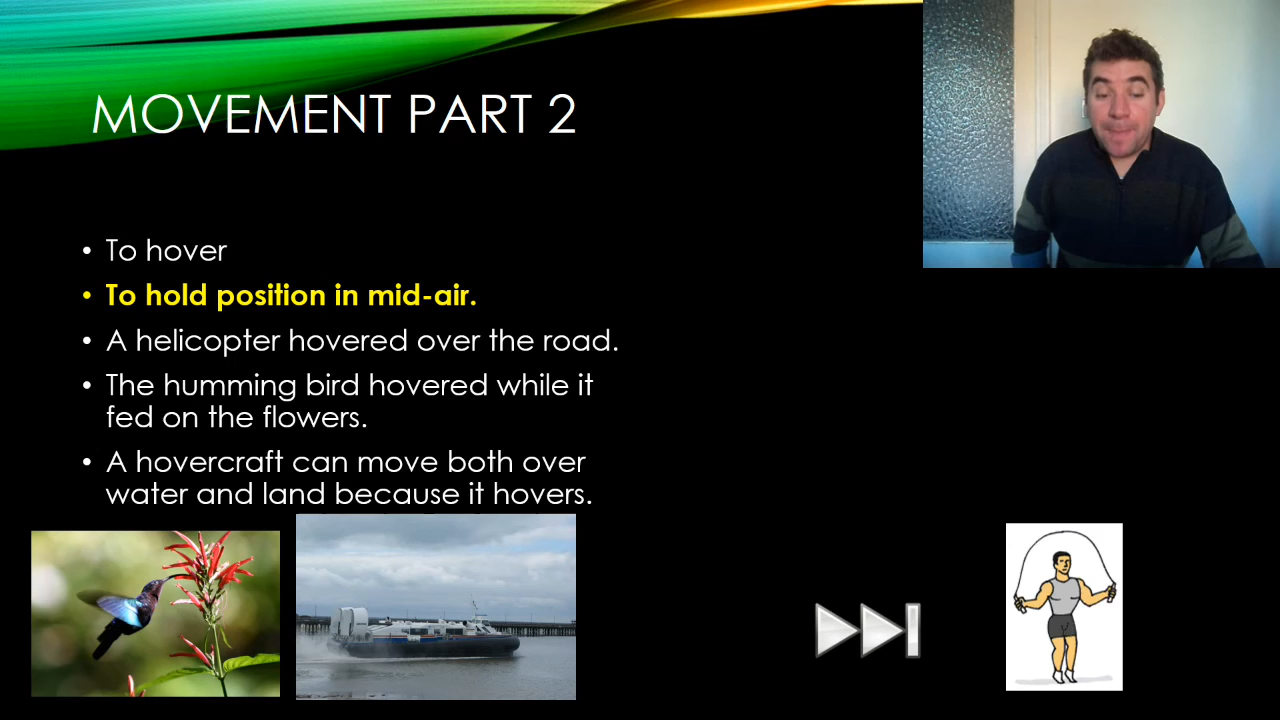 MOVEMENT PART 2
• To hover
• To hold position in mid-air.
• A helicopter hovered over the road.
• The humming bird hovered while it
fed on the flowers.
• A hovercraft can move both over
water and land because it hovers.